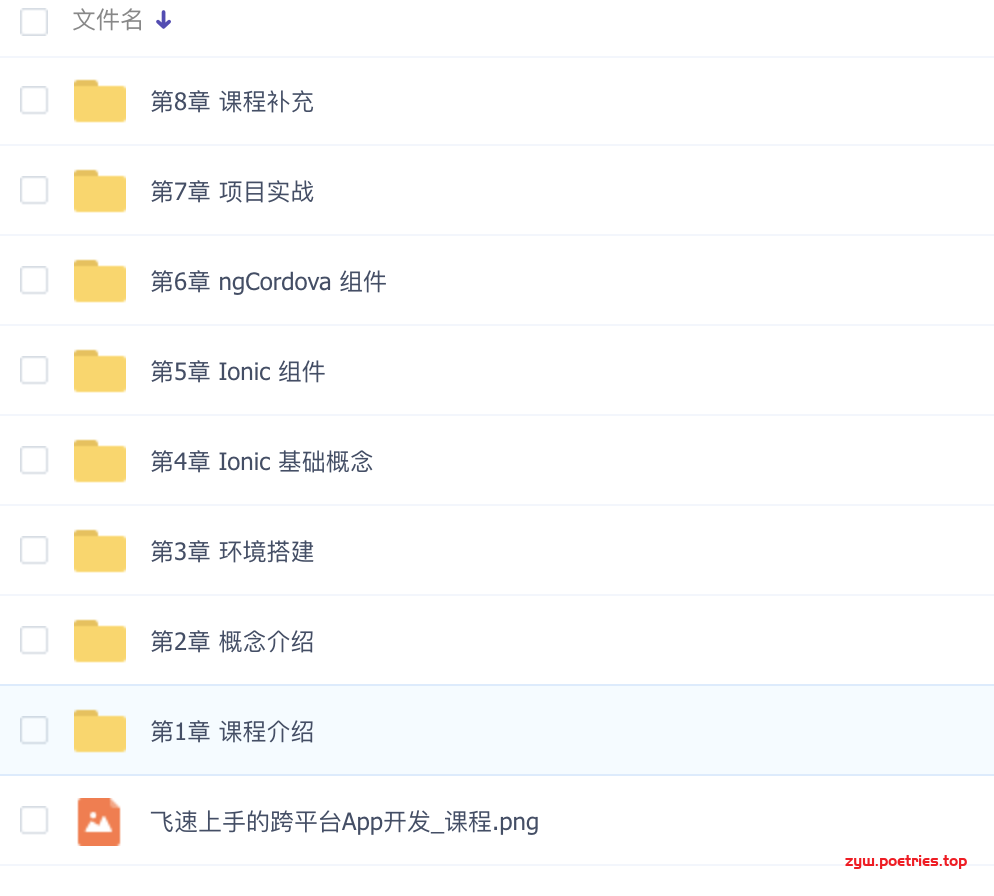 文件名
第8章 课程补充
第7章 项目实战
第6章 ngCordova 组件
第5章 Ionic 组件
第4章 Ionic 基础概念
第3章 环境搭建
第2章 概念介绍
第1章 课程介绍
飞速上手的跨平台App开发_课程.png
zyw.poetries.top